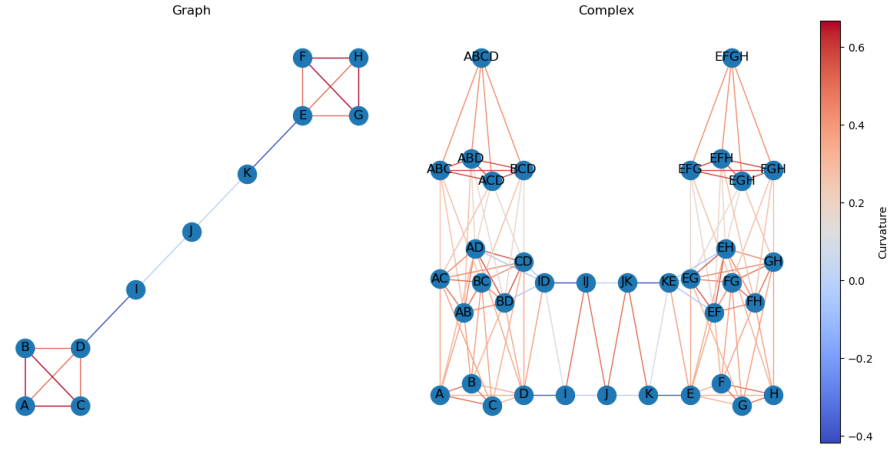 Graph
Complex
F
H
E
G
K
J
I
B
D
A
C
ABCD
EFGH
ABC
ABD
ACD
BCD
EFG
EFH
EGH
FGH
AD
CD
AC
BC
AB
BD
ID
IJ
JK
KE
EH
GH
EG
FG
EF
FH
A
B
C
D
I
J
K
E
F
G
H
0.6
0.4
0.2
0.0
−0.2
−0.4
Curvature